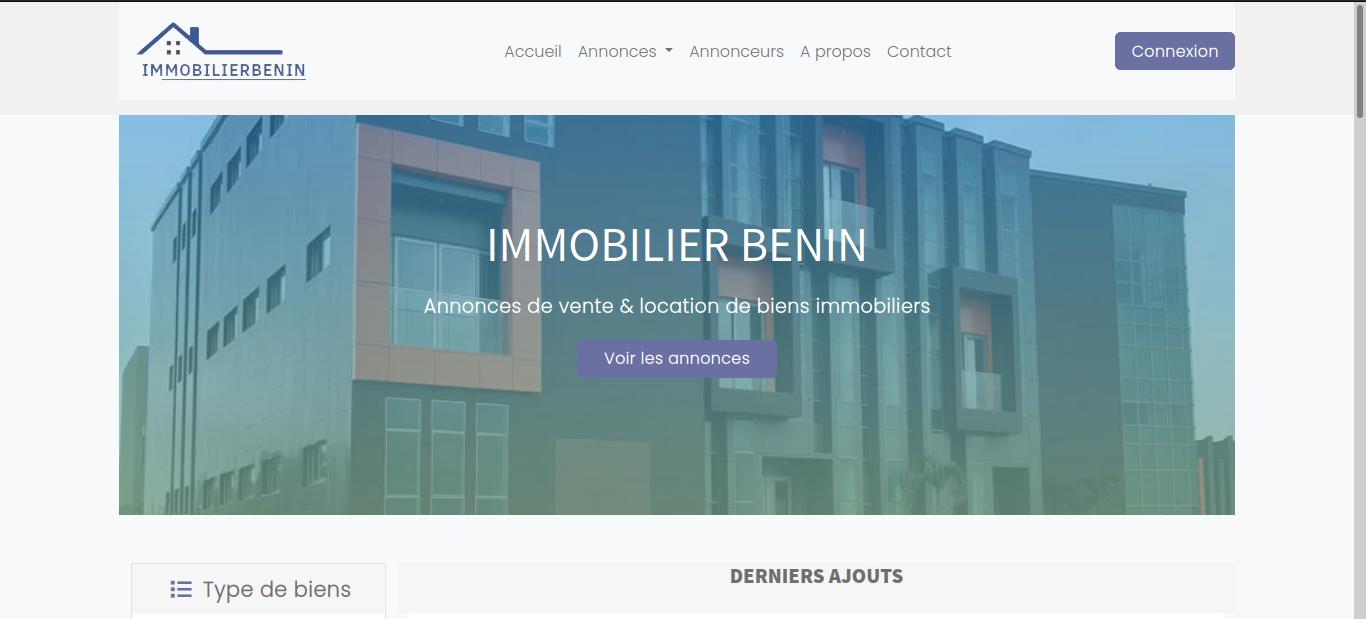 IMMOBILIERBENIN
Accueil Annonces Annonceurs A propos Contact
Connexion
IMMOBILIER BENIN
Annonces de vente & location de biens immobiliers
Voir les annonces
Type de biens
DERNIERS AJOUTS